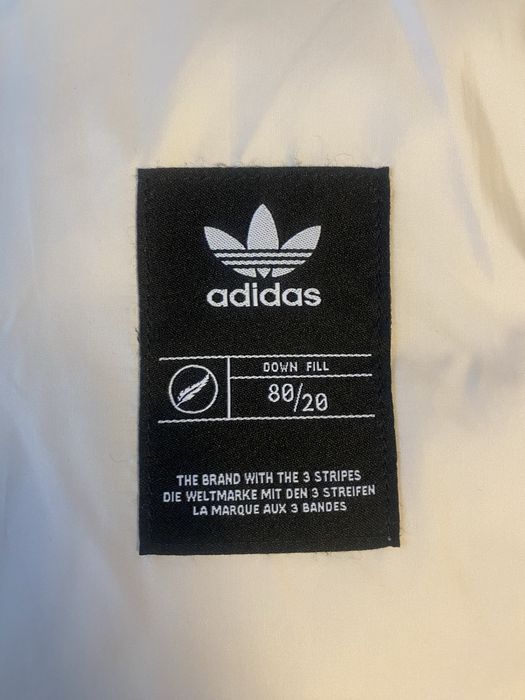 adidas
DOWN FILL
80/20
THE BRAND WITH THE 3 STRIPES
DIE WELTMARKE MIT DEN 3 STREIFEN
LA MARQUE AUX 3 BANDES